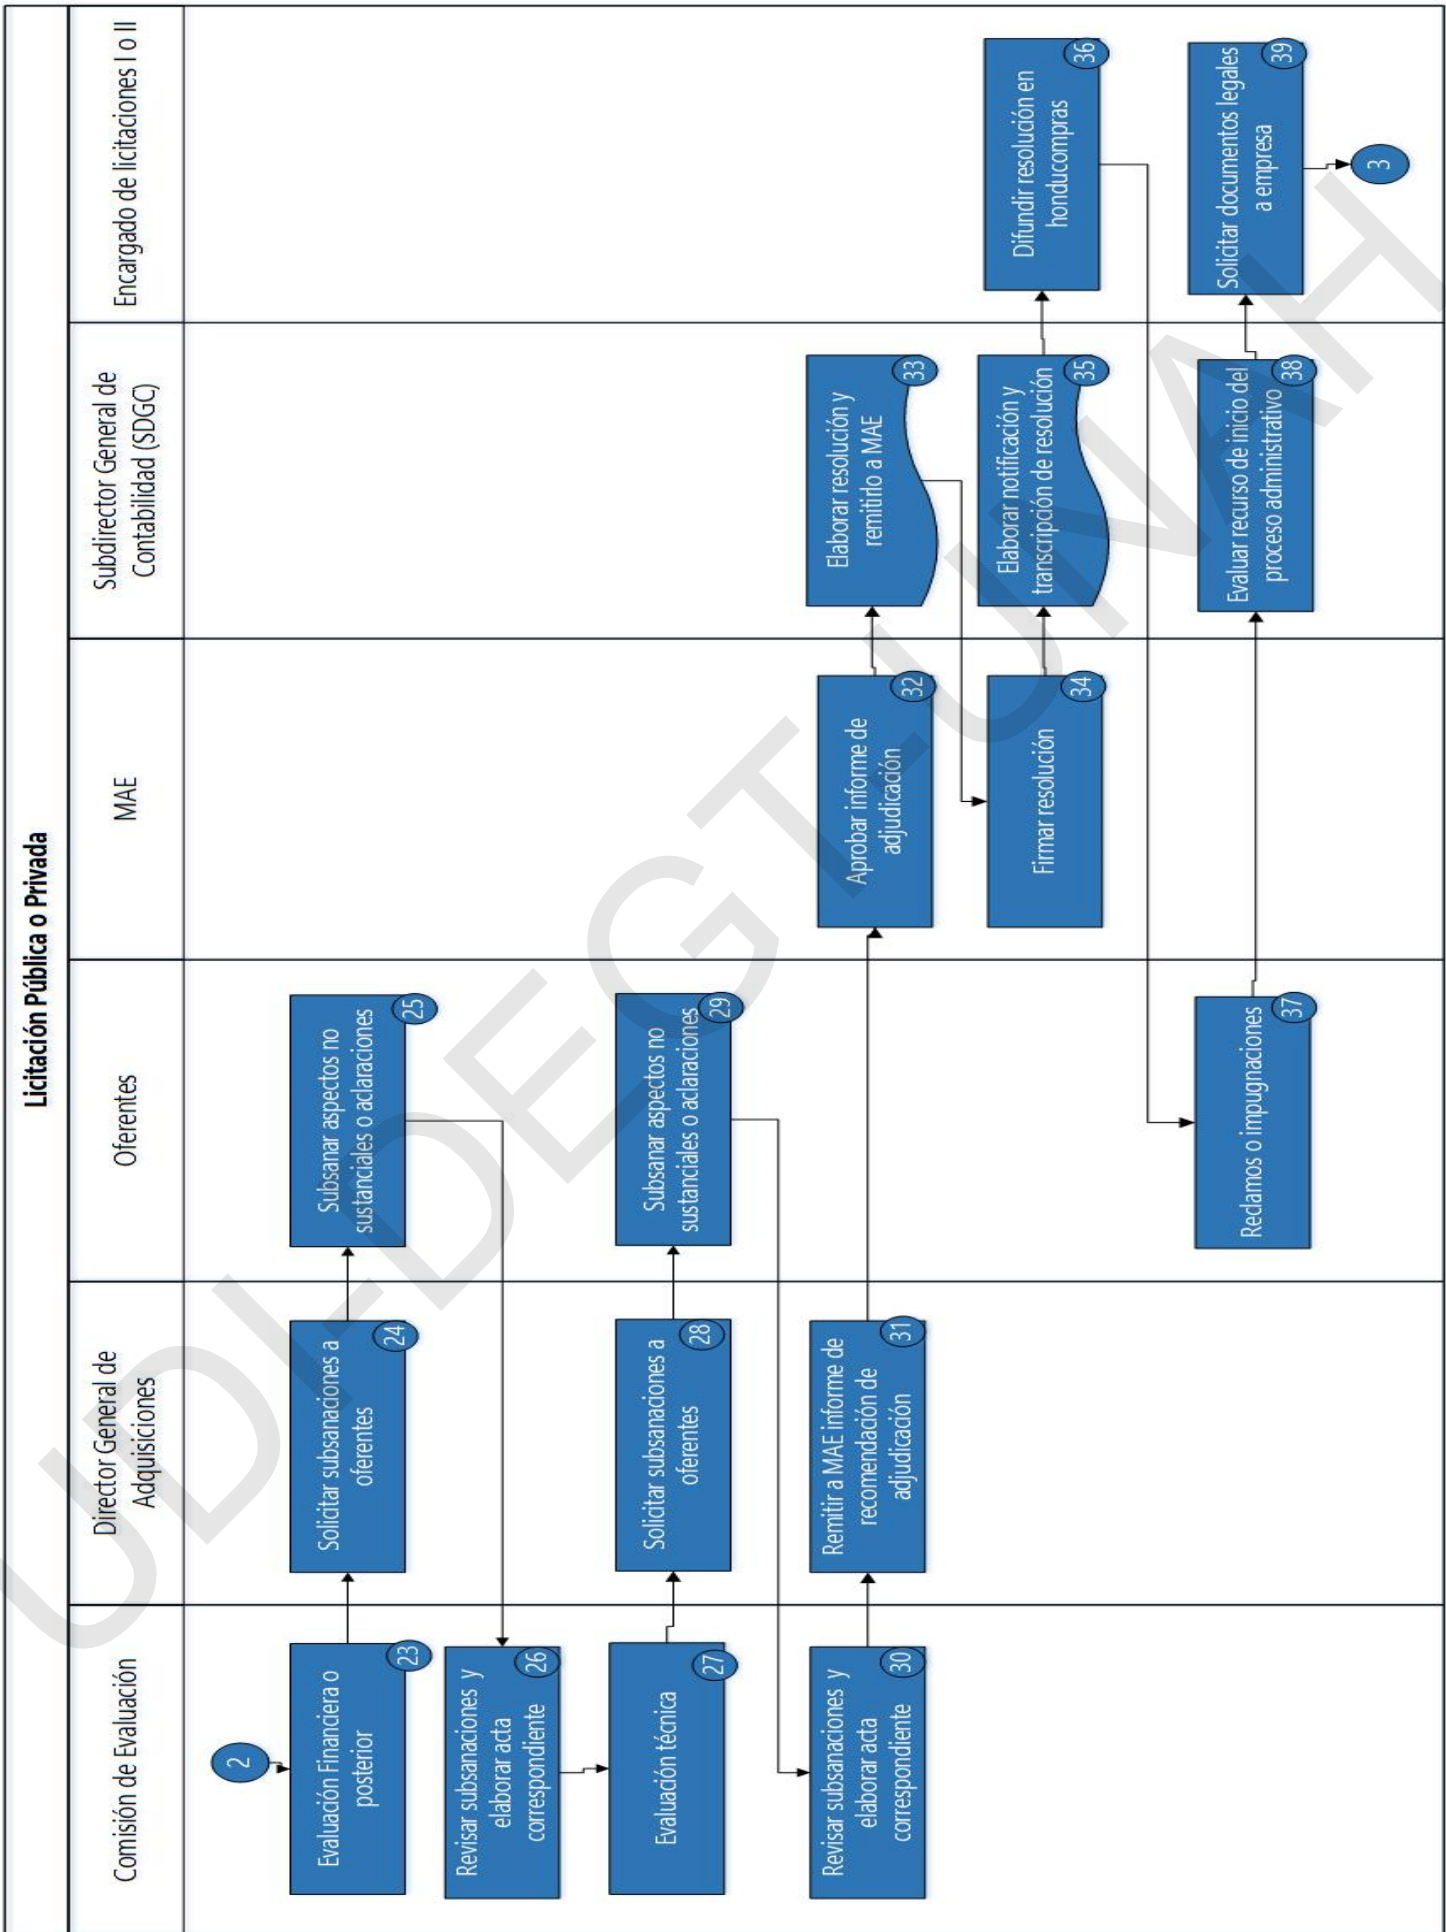 Licitación Pública o Privada
Comisión de Evaluación
Director General de
Adquisiciones
Oferentes
MAE
Subdirector General de
Contabilidad (SDGC)
Encargado de licitaciones I o II
2
Evaluación Financiera o
posterior
23
Solicitar subsanaciones a
oferentes
24
Subsanar aspectos no
sustanciales o aclaraciones
25
Revisar subsanaciones y
elaborar acta
correspondiente
26
Evaluación técnica
27
Solicitar subsanaciones a
oferentes
28
Subsanar aspectos no
sustanciales o aclaraciones
29
Revisar subsanaciones y
elaborar acta
correspondiente
30
Remitir a MAE informe de
recomendación de
adjudicación
31
Aprobar informe de
adjudicación
32
Elaborar resolución y
remitirlo a MAE
33
Firmar resolución
34
Elaborar notificación y
transcripción de resolución
35
Difundir resolución en
honducompras
36
Reclamos o impugnaciones
37
Evaluar recurso de inicio del
proceso administrativo
38
Solicitar documentos legales
a empresa
39
3
UDI-DEGT-UNAH